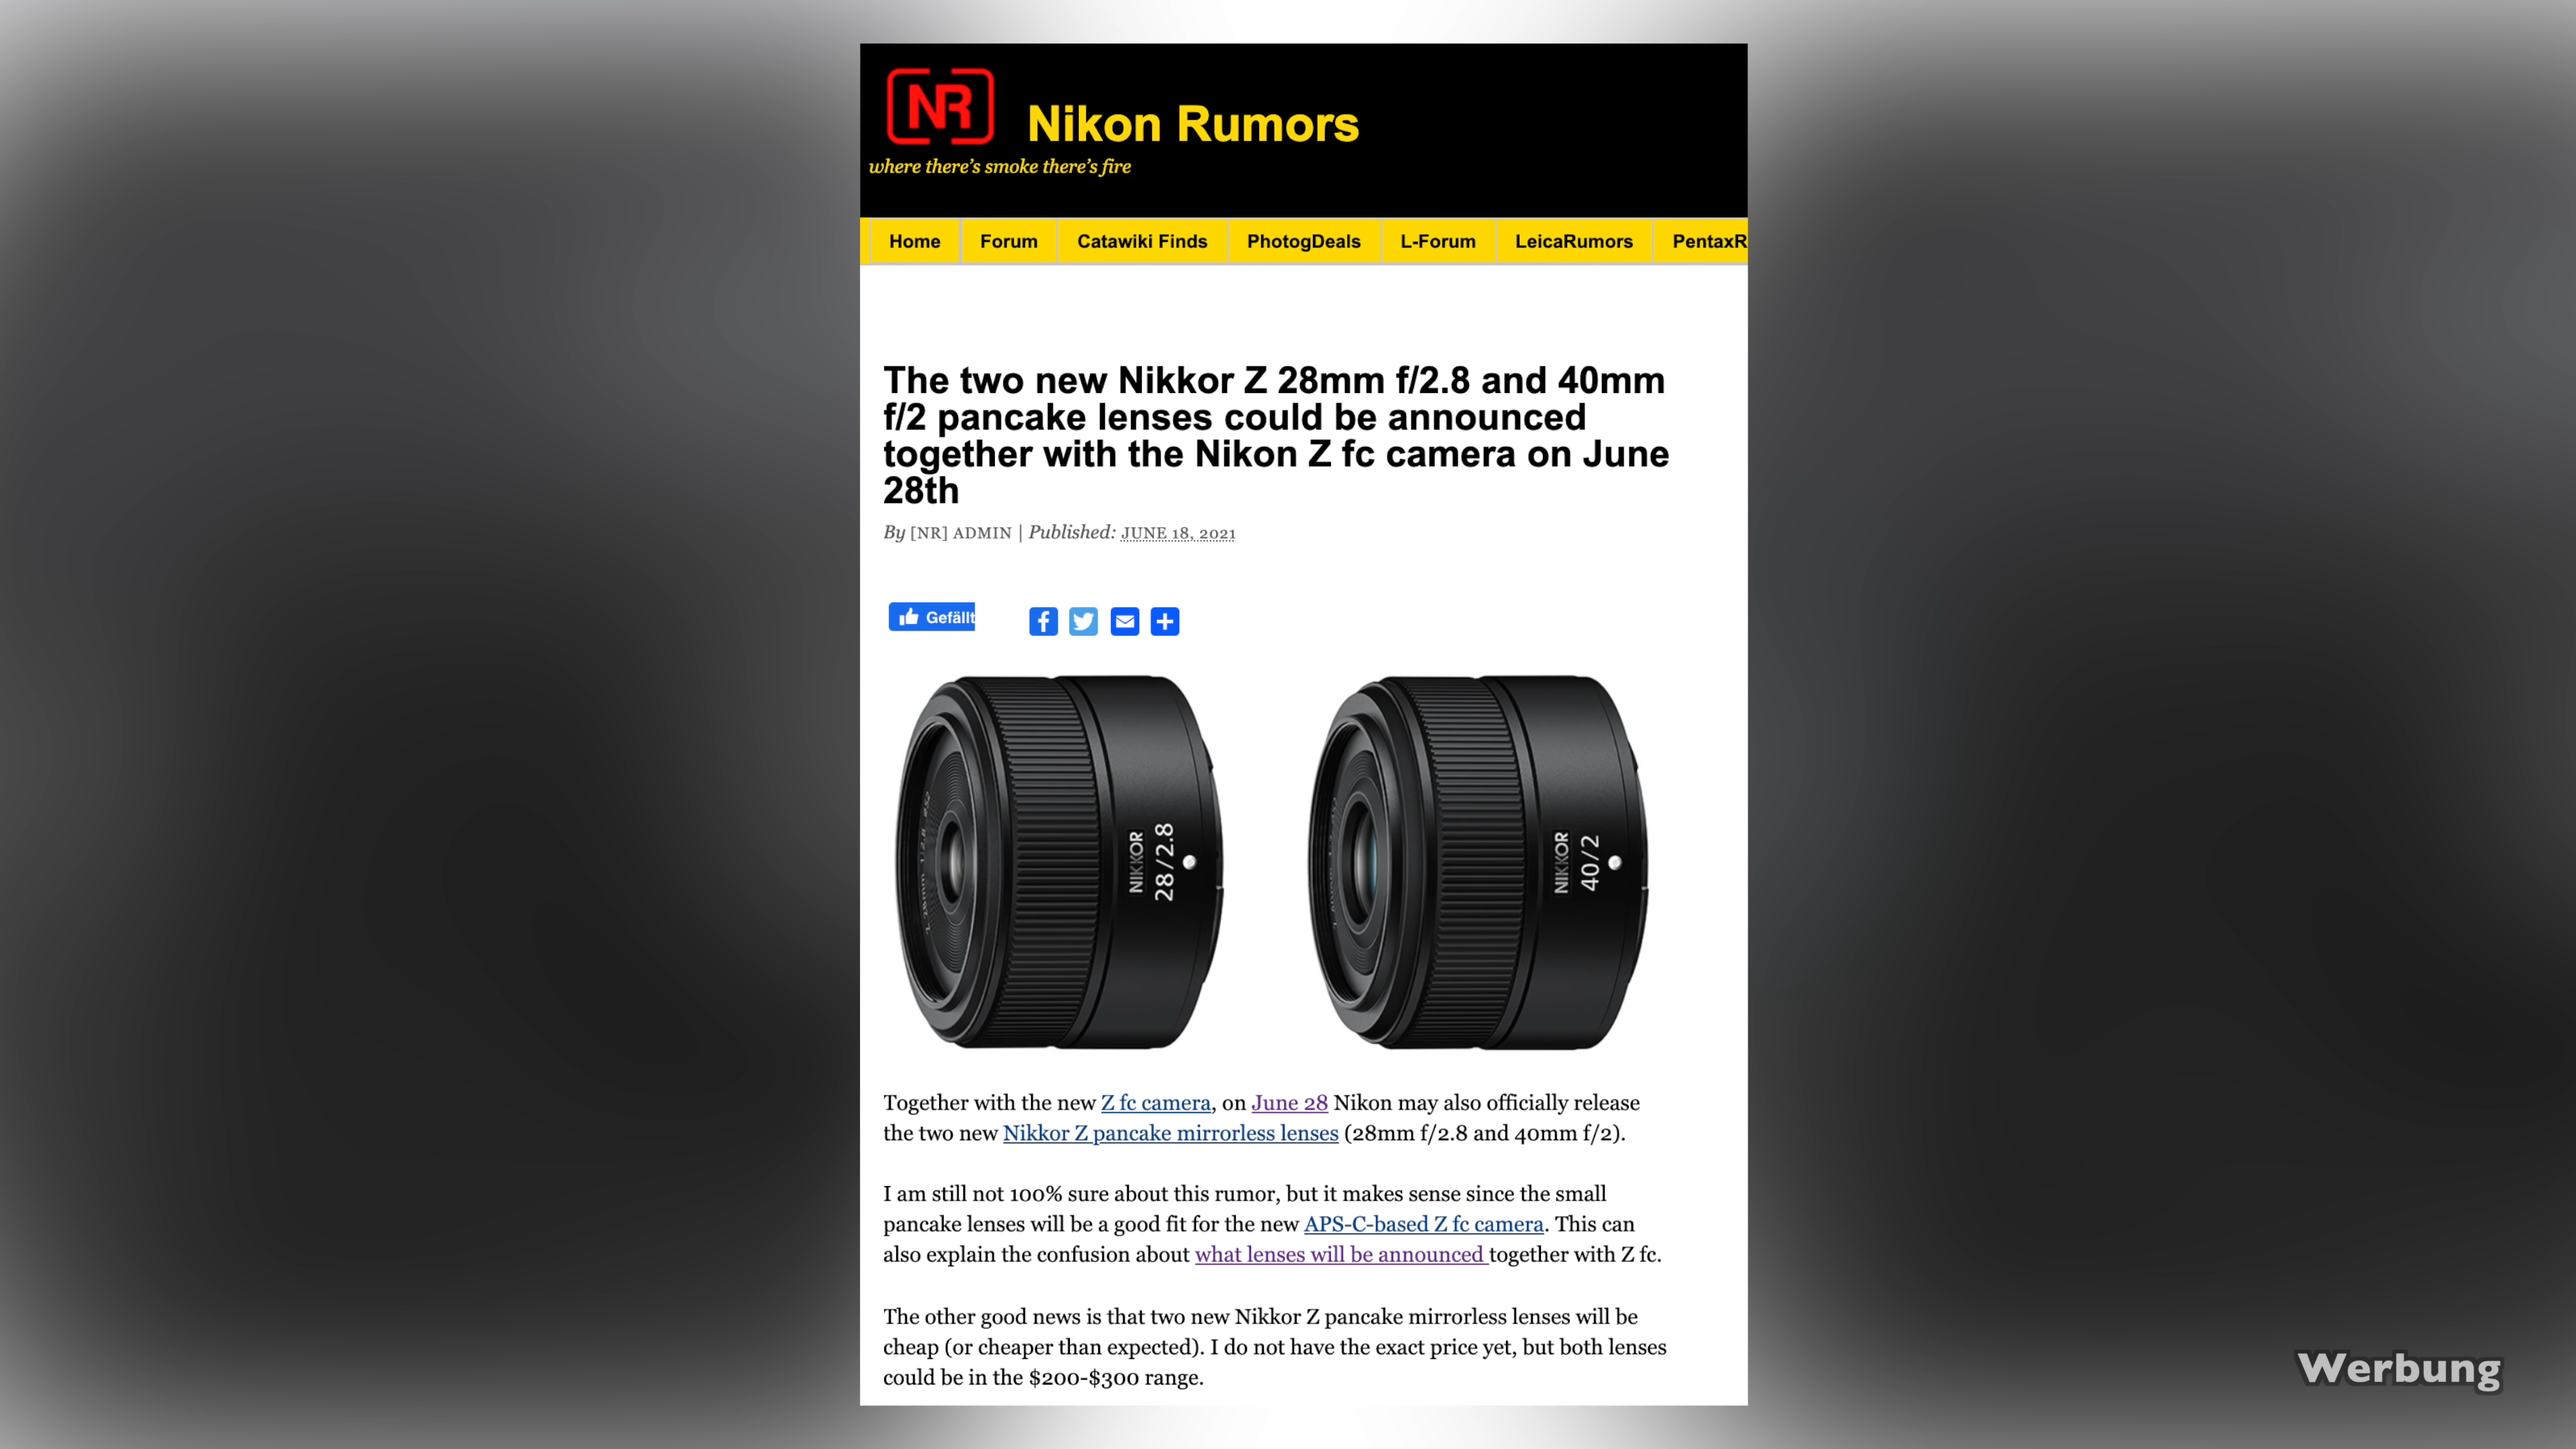 NR
Nikon Rumors
where there's smoke there's fire
Home Forum Catawiki Finds PhotogDeals L-Forum LeicaRumors PentaxR
The two new Nikkor Z 28mm f/2.8 and 40mm
f/2 pancake lenses could be announced
together with the Nikon Z fc camera on June
28th
By [NR] ADMIN | Published: JUNE 18, 2021
Gefällt
NIKKOR
28/2.8
NIKKOR
40/2
Together with the new Z fc camera, on June 28 Nikon may also officially release
the two new Nikkor Z pancake mirrorless lenses (28mm f/2.8 and 40mm f/2).
I am still not 100% sure about this rumor, but it makes sense since the small
pancake lenses will be a good fit for the new APS-C-based Z fc camera. This can
also explain the confusion about what lenses will be announced together with Z fc.
The other good news is that two new Nikkor Z pancake mirrorless lenses will be
cheap (or cheaper than expected). I do not have the exact price yet, but both lenses
could be in the $200-$300 range.
Werbung